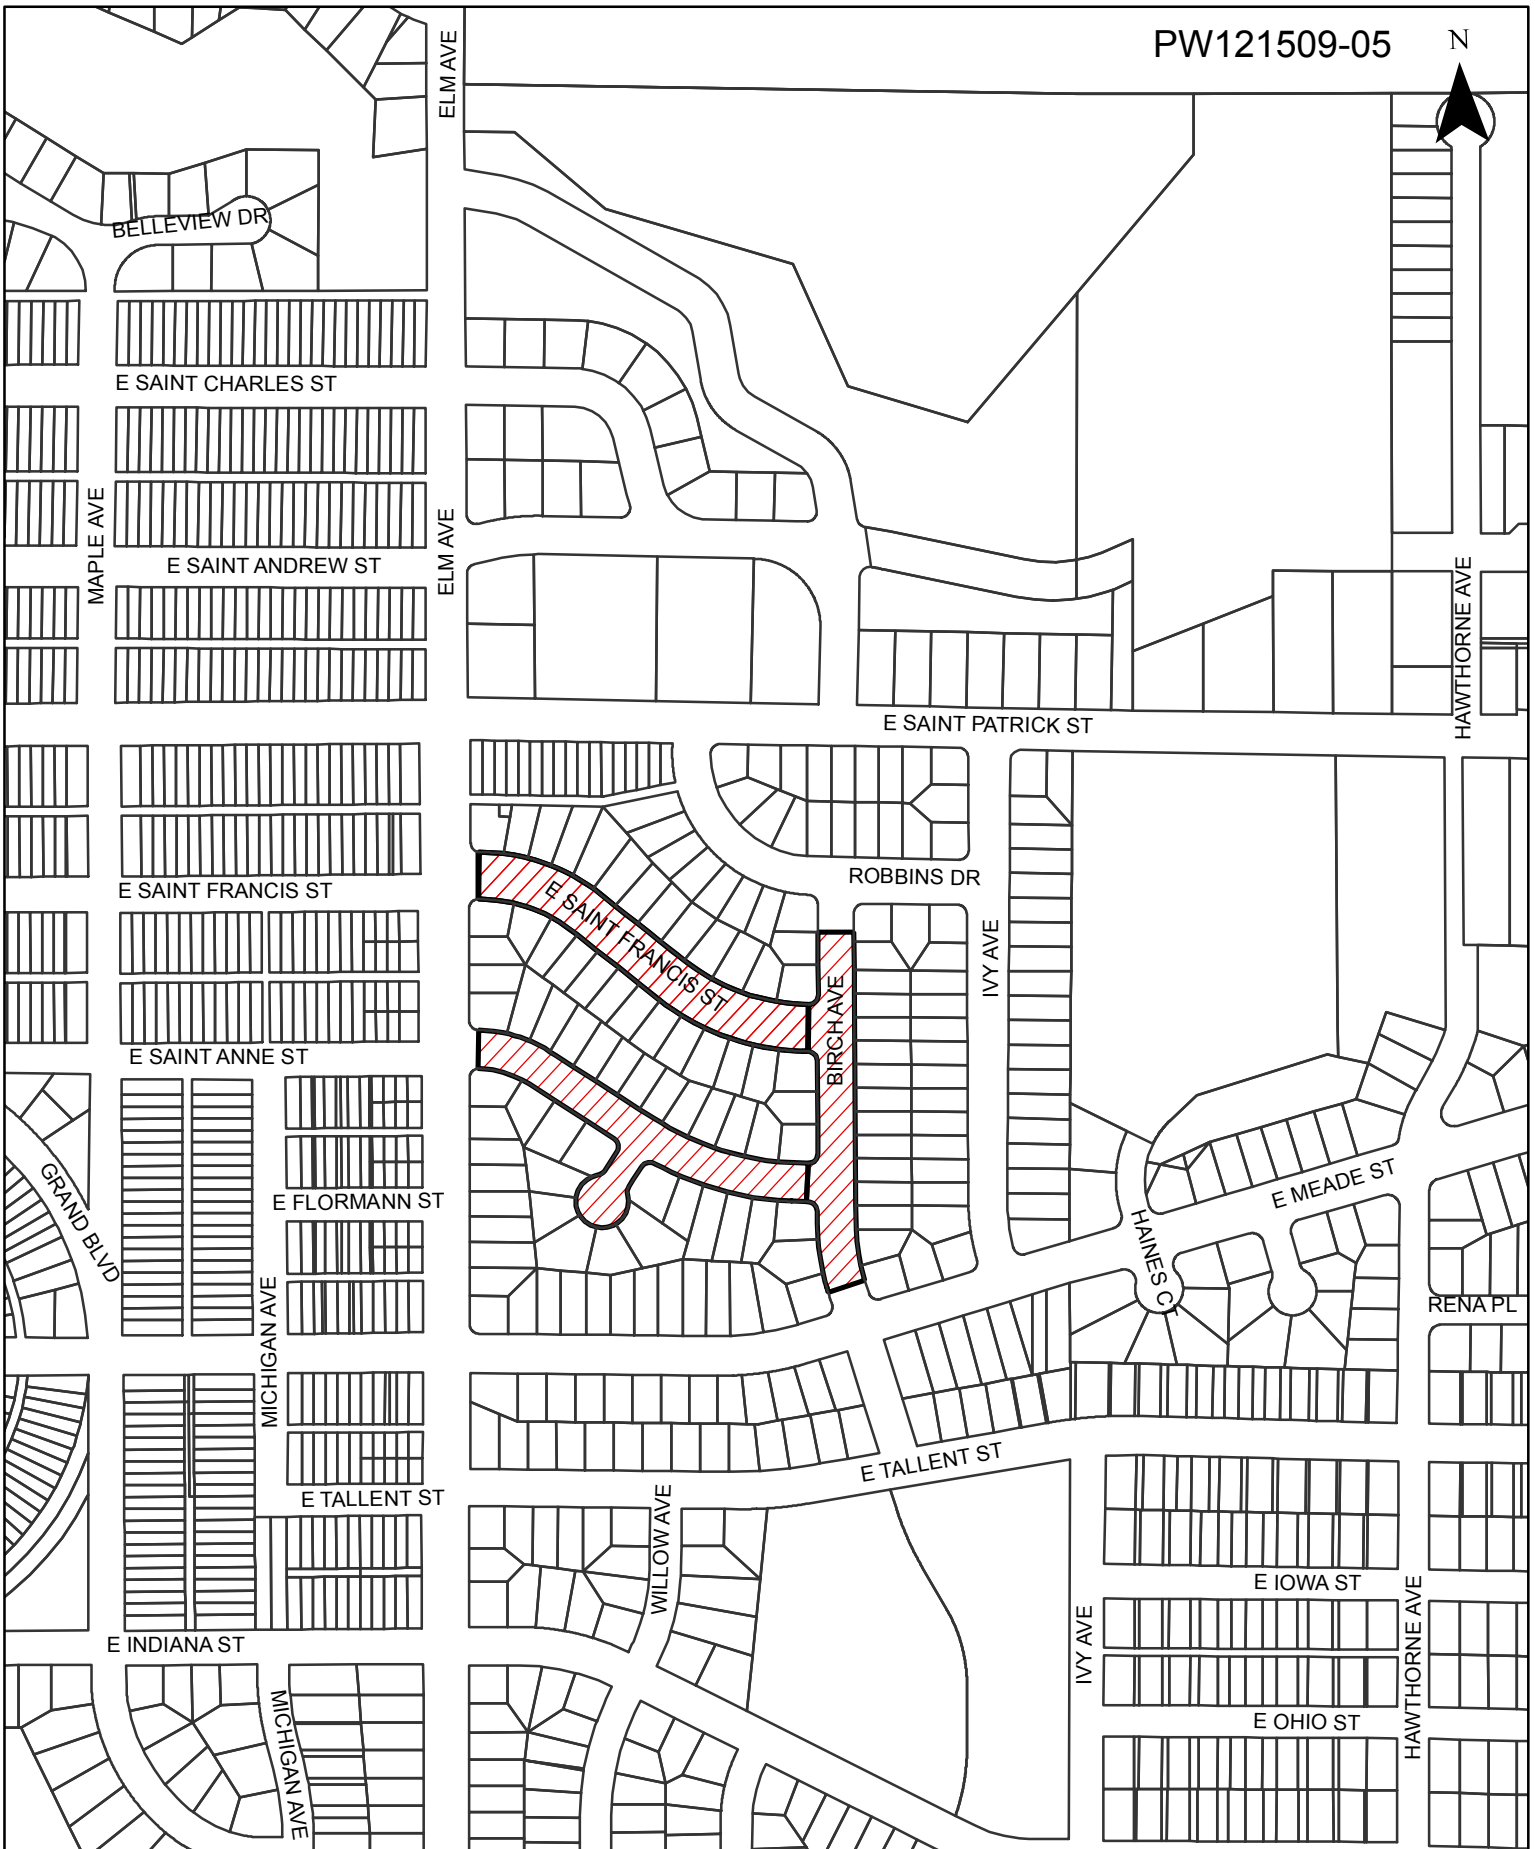 PW121509-05
N
ELM AVE
BELLEVIEW DR
E SAINT CHARLES ST
MAPLE AVE
ELM AVE
E SAINT ANDREW ST
HAWTHORNE AVE
E SAINT PATRICK ST
ROBBINS DR
E SAINT FRANCIS ST
E SAINT FRANCIS ST
IVY AVE
BIRCH AVE
E SAINT ANNE ST
GRAND BLVD
E FLORMANN ST
E MEADE ST
HAINES CT
MICHIGAN AVE
RENA PL
E TALLENT ST
E TALLENT ST
WILLOW AVE
E IOWA ST
IVY AVE
HAWTHORNE AVE
E INDIANA ST
MICHIGAN AVE
E OHIO ST